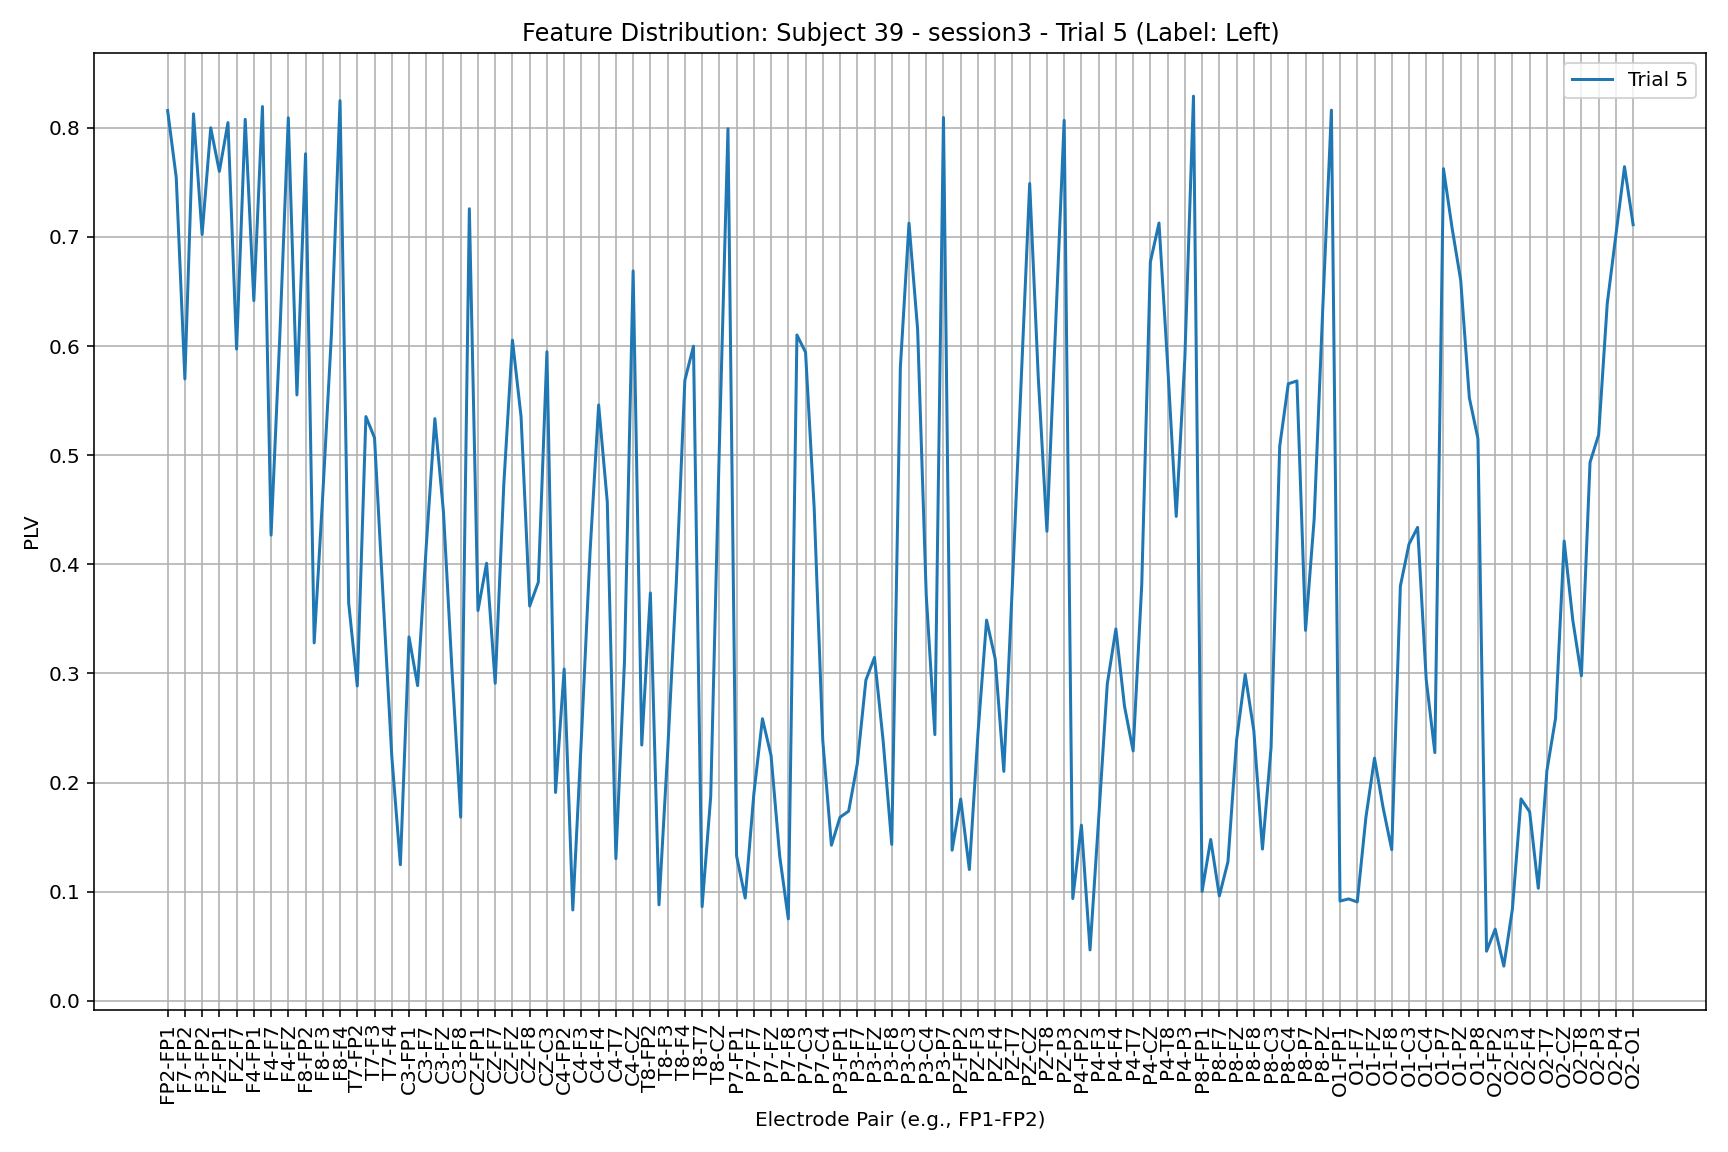 Feature Distribution: Subject 39 - session3 - Trial 5 (Label: Left)
Trial 5
PLV
0.8
0.7
0.6
0.5
0.4
0.3
0.2
0.1
0.0
FP2-FP1
F7-FP2
F3-FP2
FZ-FP1
FZ-F7
F4-FP1
F4-F7
F4-FZ
F8-FP2
F8-F3
F8-F4
T7-FP2
T7-F3
T7-F4
C3-FP1
C3-F7
C3-FZ
C3-F8
CZ-FP1
CZ-F7
CZ-FZ
CZ-F8
CZ-C3
C4-FP2
C4-F3
C4-F4
C4-T7
C4-CZ
T8-FP2
T8-F3
T8-F4
T8-T7
T8-CZ
P7-FP1
P7-F7
P7-FZ
P7-F8
P7-C3
P7-C4
P3-FP1
P3-F7
P3-FZ
P3-F8
P3-C3
P3-C4
P3-P7
PZ-FP2
PZ-F3
PZ-F4
PZ-T7
PZ-CZ
PZ-T8
PZ-P3
P4-FP2
P4-F3
P4-F4
P4-T7
P4-CZ
P4-T8
P4-P3
P8-FP1
P8-F7
P8-FZ
P8-F8
P8-C3
P8-C4
P8-P7
P8-PZ
O1-FP1
O1-F7
O1-FZ
O1-F8
O1-C3
O1-C4
O1-P7
O1-PZ
O1-P8
O2-FP2
O2-F3
O2-F4
O2-T7
O2-CZ
O2-T8
O2-P3
O2-P4
O2-O1
Electrode Pair (e.g., FP1-FP2)